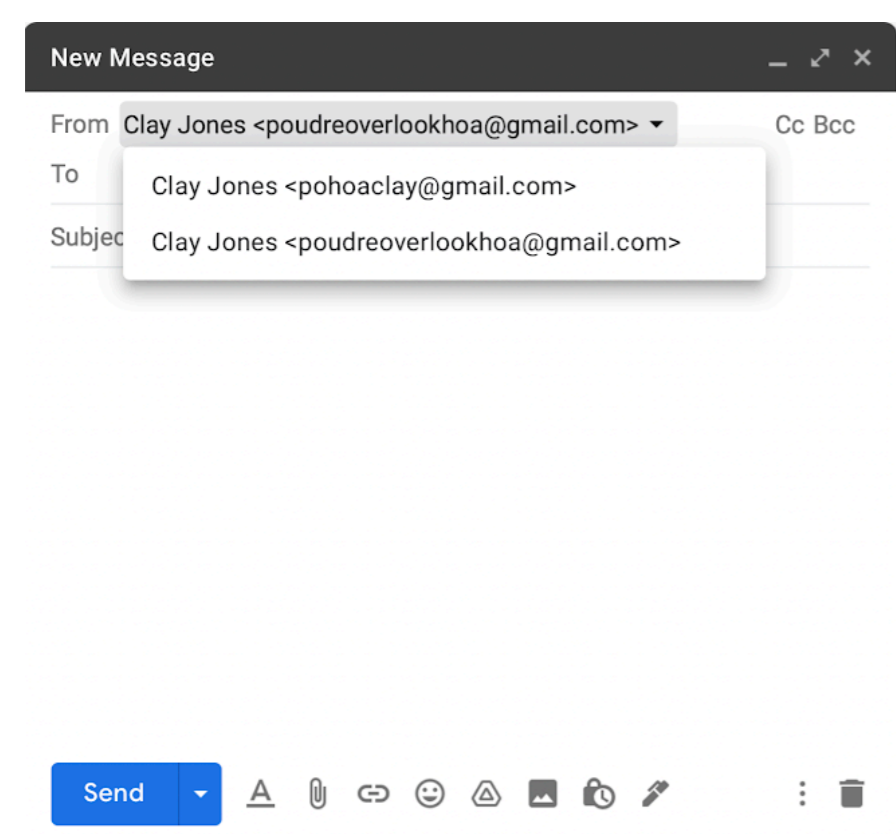 New Message
From Clay Jones <poudreoverlookhoa@gmail.com> Cc Bcc
To
Clay Jones <pohoaclay@gmail.com>
Subjec
Clay Jones <poudreoverlookhoa@gmail.com>
Send